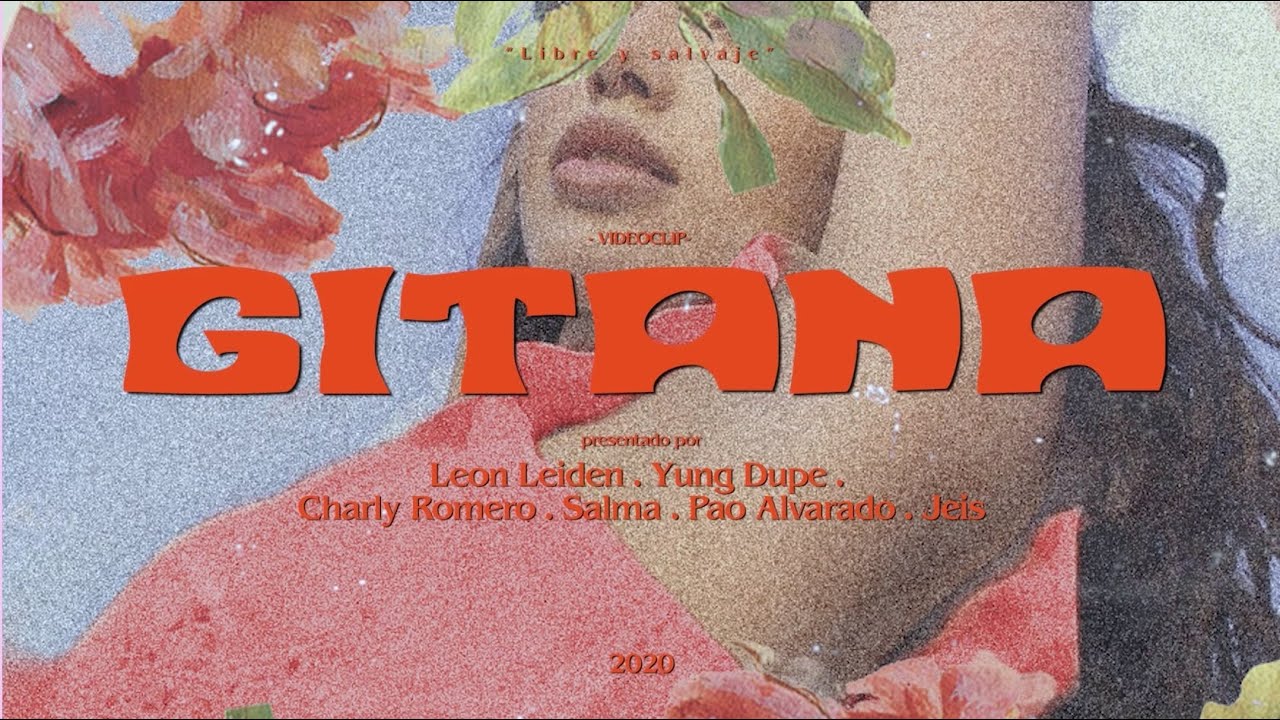 "Libre y salvaje"
- VIDEOCLIP-
GITANA
presentado por
Leon Leiden . Yung Dupe .
Charly Romero . Salma . Pao Alvarado . Jeis
2020